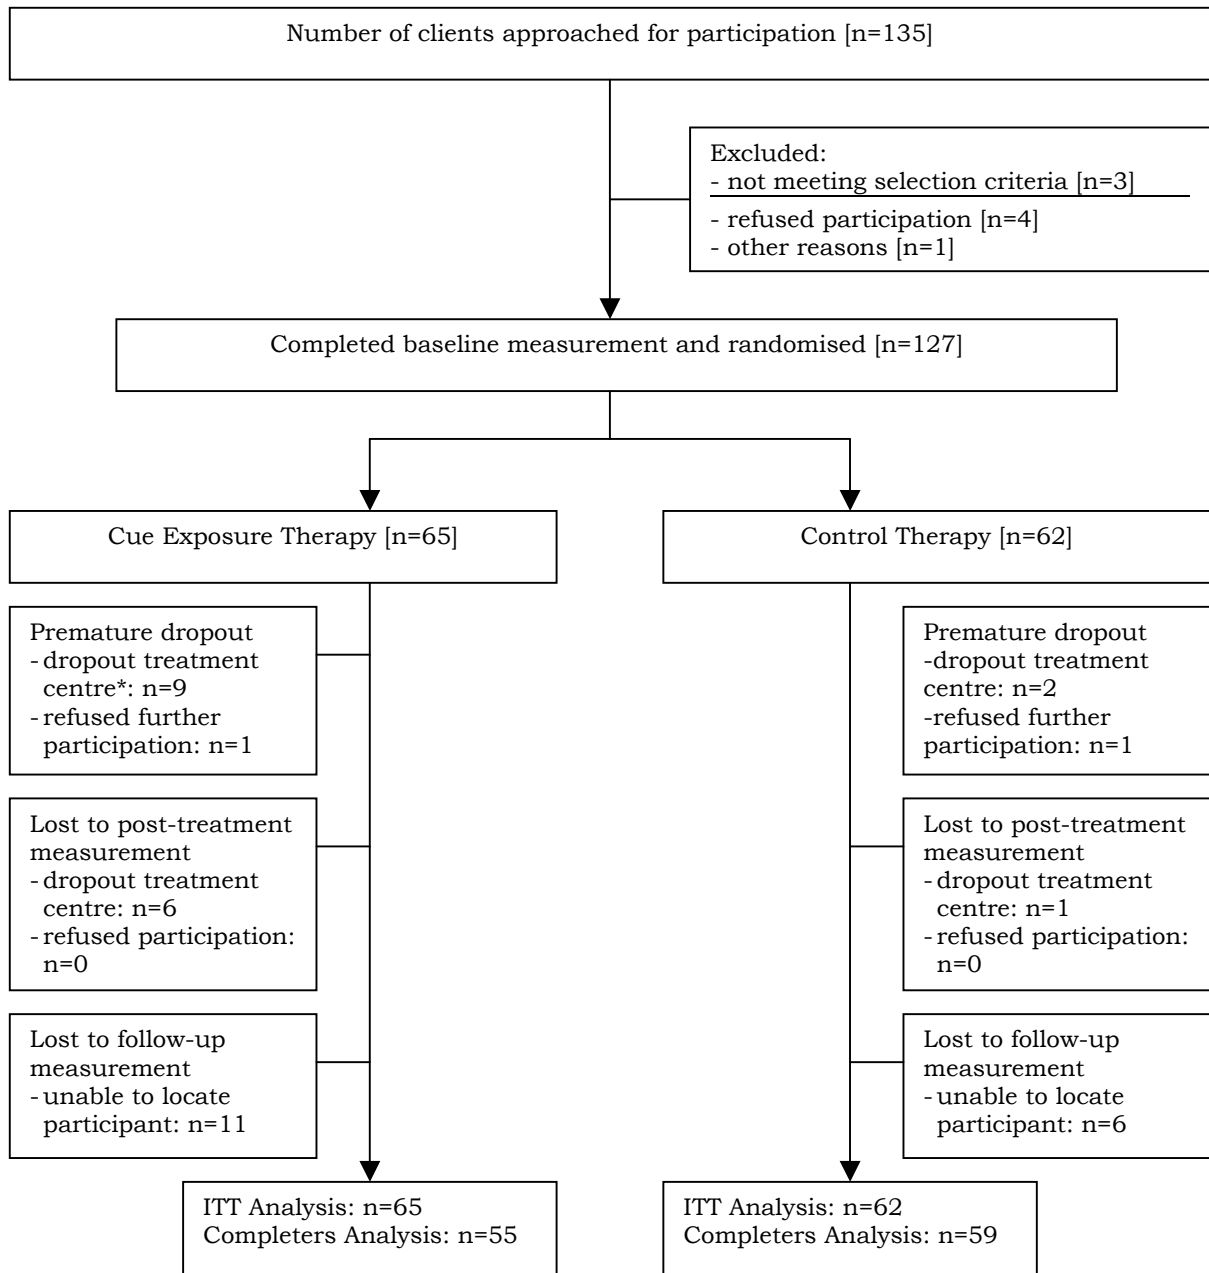 Number of clients approached for participation [n=135]
Excluded:
- not meeting selection criteria [n=3]
- refused participation [n=4]
- other reasons [n=1]
Completed baseline measurement and randomised [n=127]
Cue Exposure Therapy [n=65]
Control Therapy [n=62]
Premature dropout
- dropout treatment
centre*: n=9
- refused further
participation: n=1
Premature dropout
-dropout treatment
centre: n=2
-refused further
participation: n=1
Lost to post-treatment
measurement
- dropout treatment
centre: n=6
- refused participation:
n=0
Lost to post-treatment
measurement
- dropout treatment
centre: n=1
- refused participation:
n=0
Lost to follow-up
measurement
- unable to locate
participant: n=11
Lost to follow-up
measurement
- unable to locate
participant: n=6
ITT Analysis: n=65
Completers Analysis: n=55
ITT Analysis: n=62
Completers Analysis: n=59